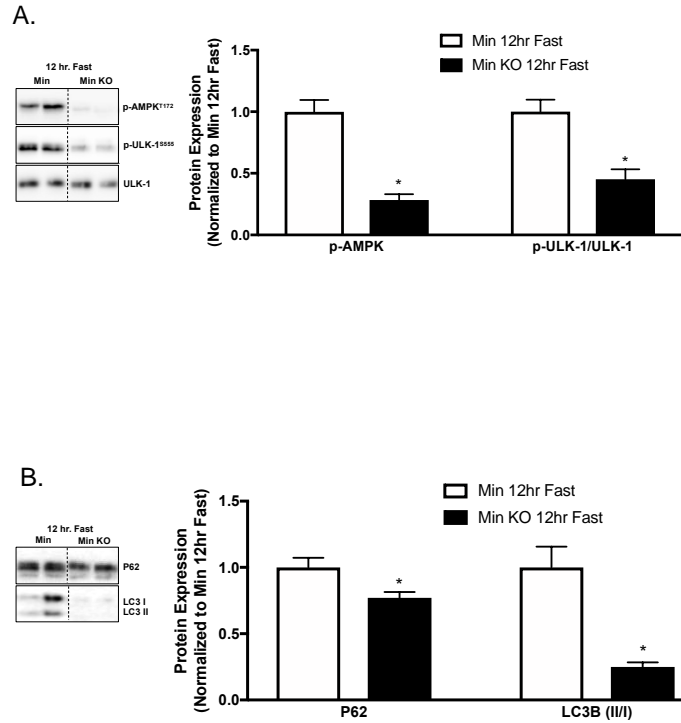 A.
12 hr. Fast
Min Min KO
p-AMPKT172
p-ULK-1S555
ULK-1
Protein Expression
(Normalized to Min 12hr Fast)
1.5
1.0
0.5
0.0
Min 12hr Fast
Min KO 12hr Fast
*
*
p-AMPK p-ULK-1/ULK-1
B.
12 hr. Fast
Min Min KO
P62
LC3 I
LC3 II
Protein Expression
(Normalized to Min 12hr Fast)
1.5
1.0
0.5
0.0
Min 12hr Fast
Min KO 12hr Fast
*
*
P62 LC3B (II/I)